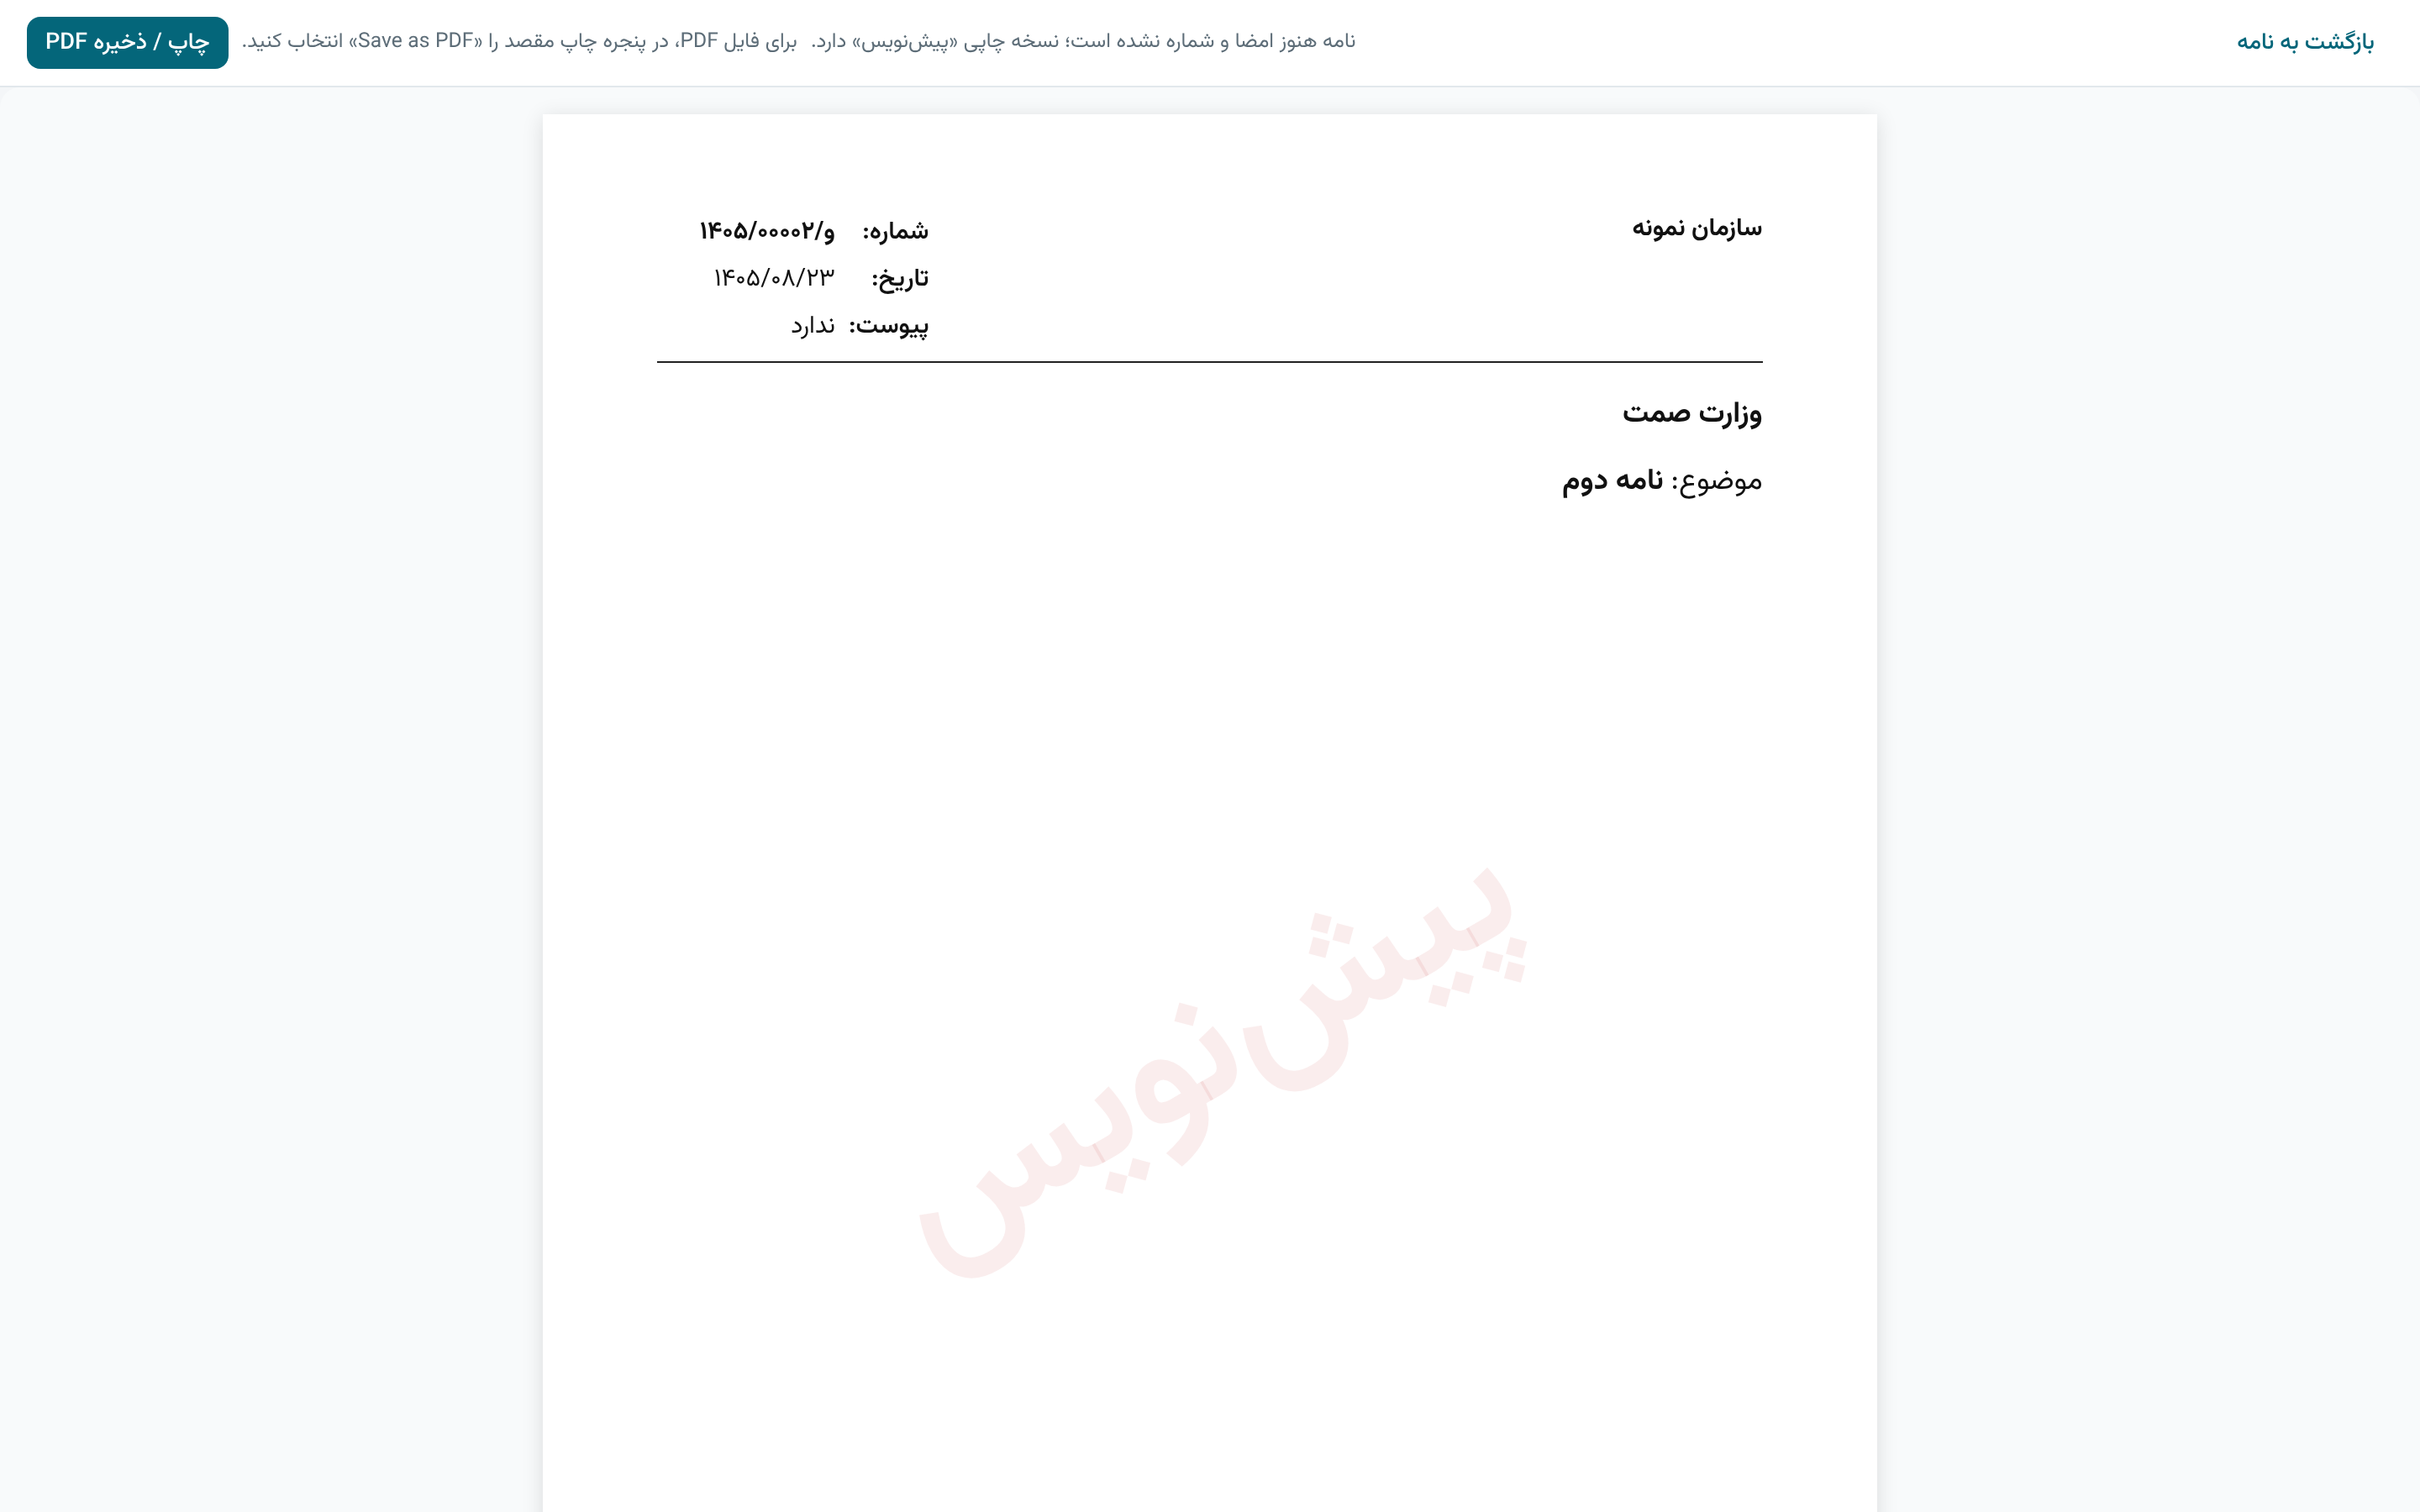 بازگشت به نامه
نامه هنوز امضا و شماره نشده است؛ نسخه چاپی «پیش‌نویس» دارد. برای فایل PDF، در پنجره چاپ مقصد را «Save as PDF» انتخاب کنید.
چاپ / ذخیره PDF
سازمان نمونه
شماره: و/۱۴۰۵/۰۰۰۰۲
تاریخ: ۱۴۰۵/۰۸/۲۳
پیوست: ندارد
وزارت صمت
موضوع: نامه دوم
پیش‌نویس